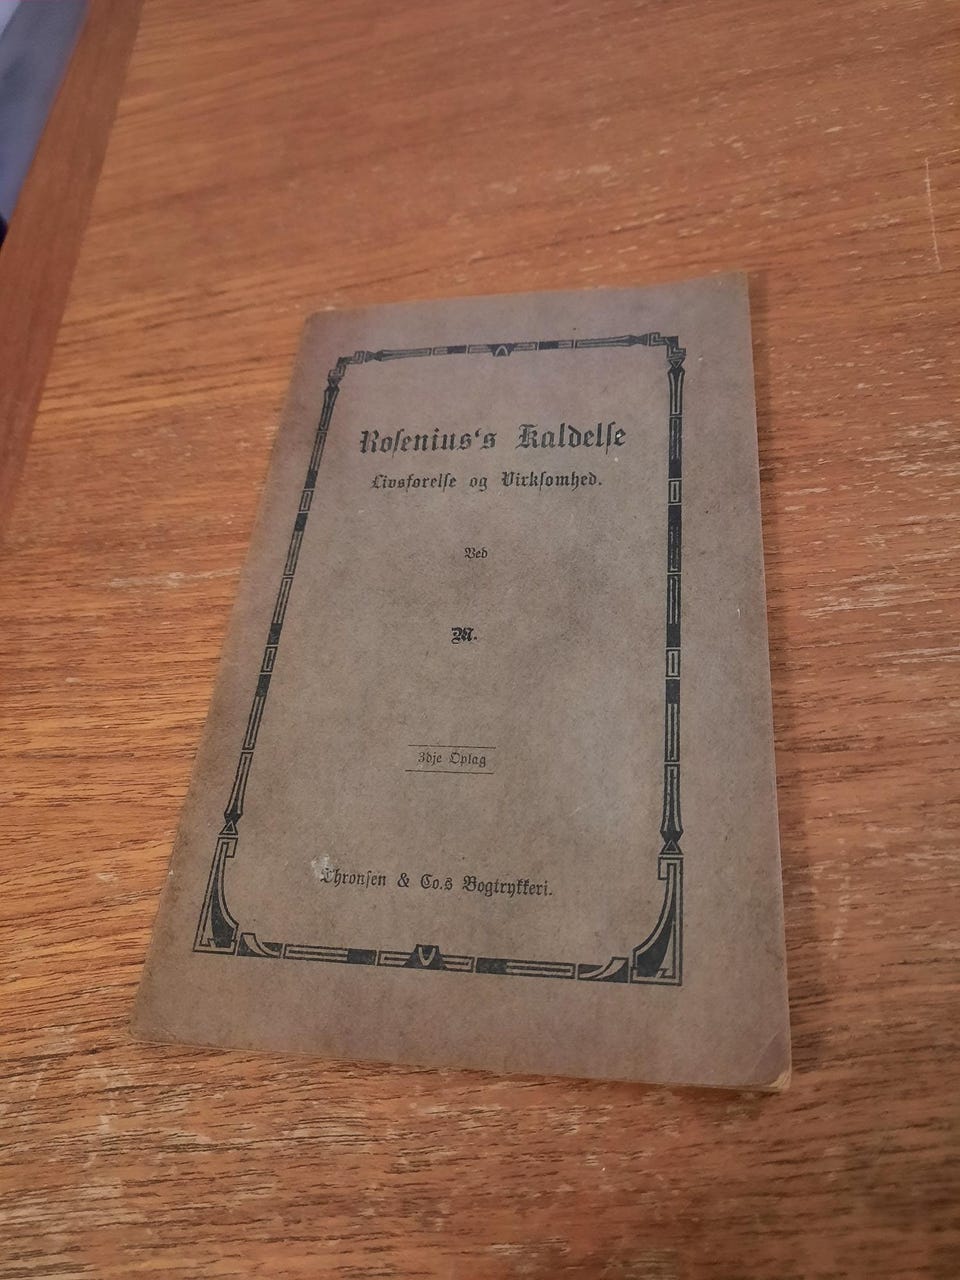 Rosenius's Kaldelse
Livsførelse og Virksomhed.
Ved
M.
3dje Oplag
Thronsen & Co.s Bogtrykkeri.